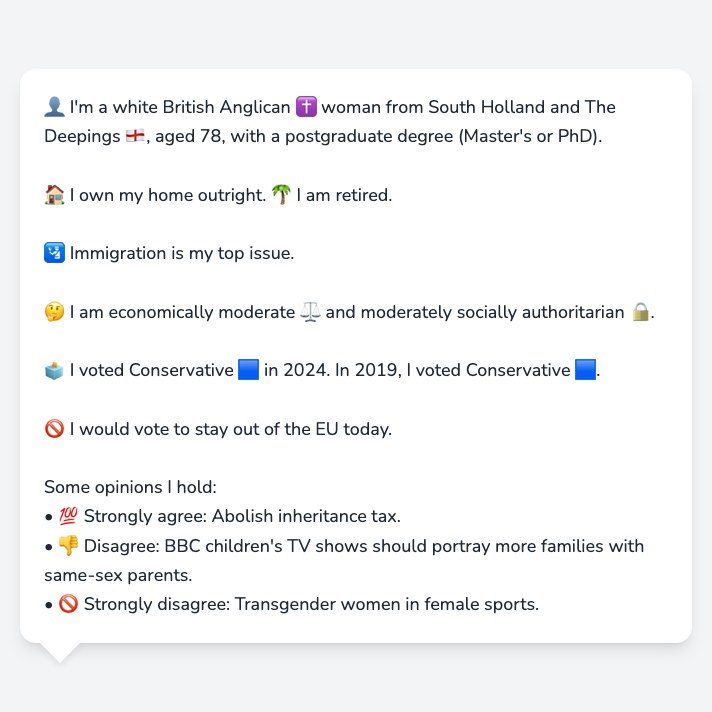 👤 I'm a white British Anglican ✝️ woman from South Holland and The
Deepings 🏴󠁧󠁢󠁥󠁮󠁧󠁿, aged 78, with a postgraduate degree (Master's or PhD).
🏠 I own my home outright. 🌴 I am retired.
🛂 Immigration is my top issue.
🤔 I am economically moderate ⚖️ and moderately socially authoritarian 🔒.
🗳️ I voted Conservative 🟦 in 2024. In 2019, I voted Conservative 🟦.
🚫 I would vote to stay out of the EU today.
Some opinions I hold:
• 💯 Strongly agree: Abolish inheritance tax.
• 👎 Disagree: BBC children's TV shows should portray more families with
same-sex parents.
• 🚫 Strongly disagree: Transgender women in female sports.